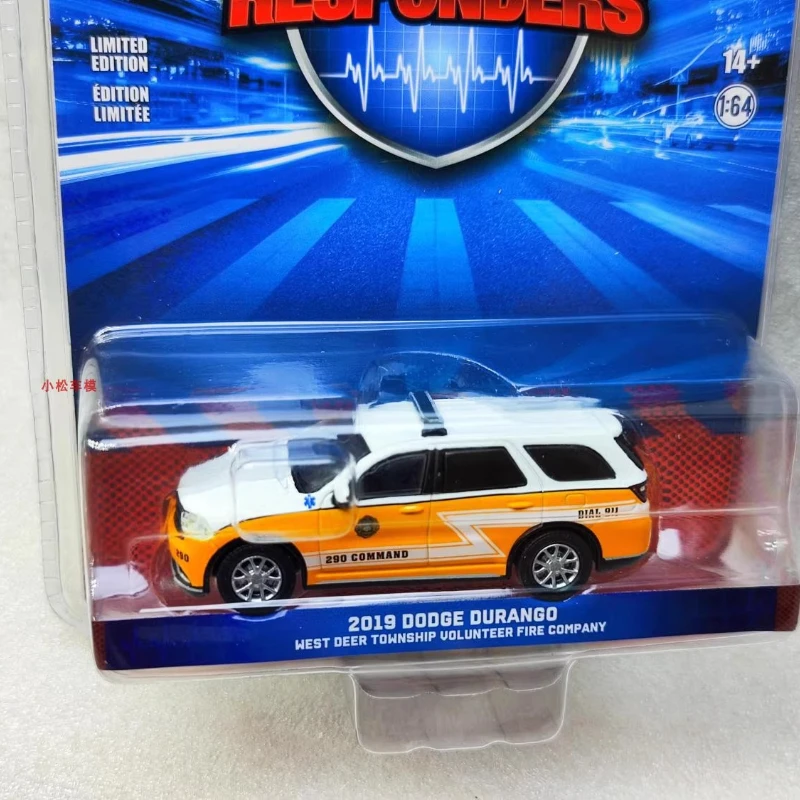 RESPONDERS
LIMITED
EDITION
ÉDITION
LIMITÉE
14+
1:64
小松车模
290
290 COMMAND
DIAL 911
2019 DODGE DURANGO
WEST DEER TOWNSHIP VOLUNTEER FIRE COMPANY